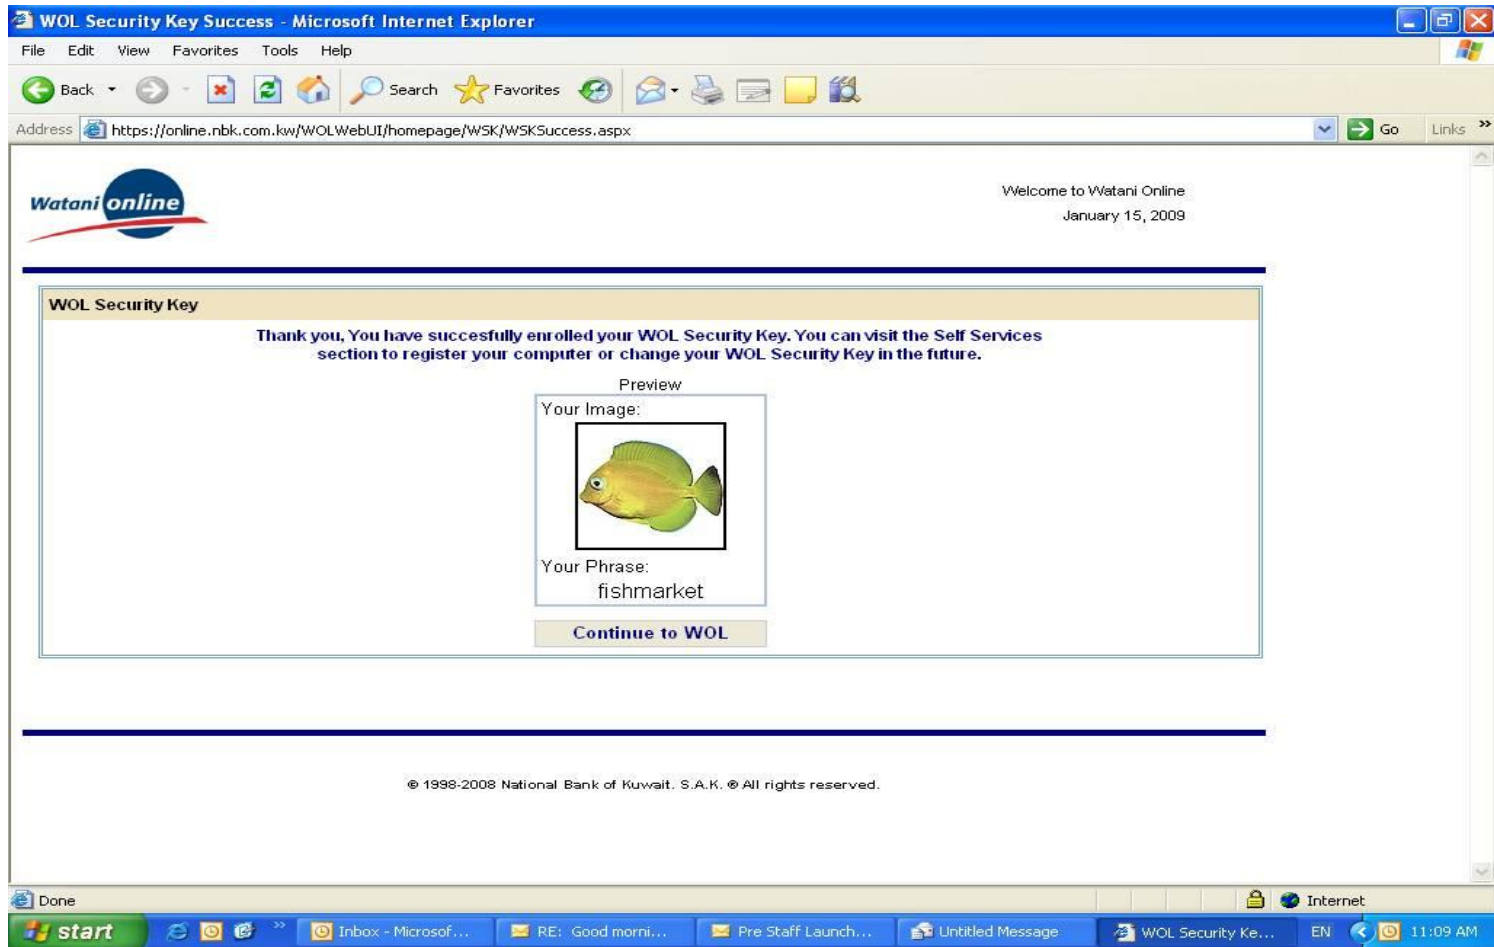 WOL Security Key Success - Microsoft Internet Explorer
File Edit View Favorites Tools Help
Back Search Favorites
Address https://online.nbk.com.kw/WOLWebUI/homepage/WSK/WSKSuccess.aspx Go Links »
Watani online
Welcome to Watani Online
January 15, 2009
WOL Security Key
Thank you, You have succesfully enrolled your WOL Security Key. You can visit the Self Services
section to register your computer or change your WOL Security Key in the future.
Preview
Your Image:
Your Phrase:
fishmarket
Continue to WOL
© 1998-2008 National Bank of Kuwait. S.A.K. ® All rights reserved.
Done Internet
start » Inbox - Microsof... RE: Good morni... Pre Staff Launch... Untitled Message WOL Security Ke... EN 11:09 AM